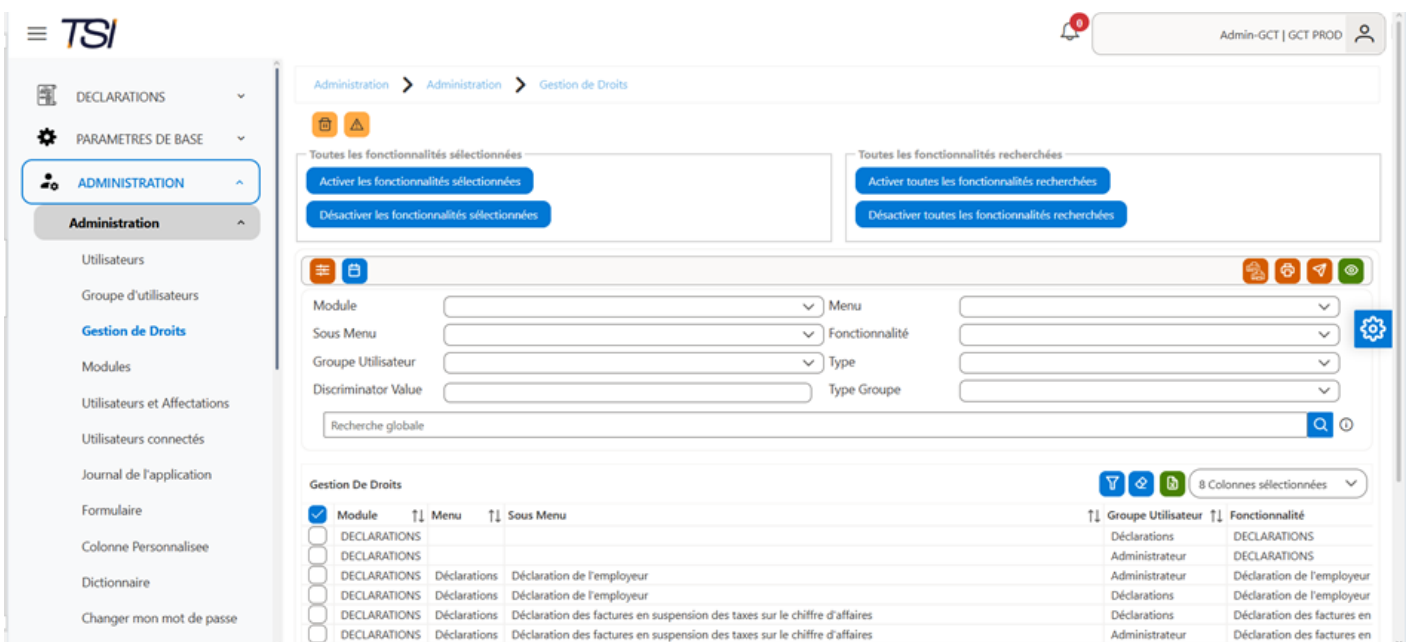 TSI
0
Admin-GCT | GCT PROD
DECLARATIONS
PARAMETRES DE BASE
ADMINISTRATION
Administration
Utilisateurs
Groupe d'utilisateurs
Gestion de Droits
Modules
Utilisateurs et Affectations
Utilisateurs connectés
Journal de l'application
Formulaire
Colonne Personnalisee
Dictionnaire
Changer mon mot de passe
Administration Administration Gestion de Droits
Toutes les fonctionnalités sélectionnées
Activer les fonctionnalités sélectionnées
Désactiver les fonctionnalités sélectionnées
Toutes les fonctionnalités recherchées
Activer toutes les fonctionnalités recherchées
Désactiver toutes les fonctionnalités recherchées
Module Menu
Sous Menu Fonctionnalité
Groupe Utilisateur Type
Discriminator Value Type Groupe
Recherche globale
Gestion De Droits 8 Colonnes sélectionnées
Module Menu Sous Menu Groupe Utilisateur Fonctionnalité
DECLARATIONS Déclarations DECLARATIONS
DECLARATIONS Administrateur DECLARATIONS
DECLARATIONS Déclarations Déclaration de l'employeur Administrateur Déclaration de l'employeur
DECLARATIONS Déclarations Déclaration de l'employeur Déclarations Déclaration de l'employeur
DECLARATIONS Déclarations Déclaration des factures en suspension des taxes sur le chiffre d'affaires Déclarations Déclaration des factures en
DECLARATIONS Déclarations Déclaration des factures en suspension des taxes sur le chiffre d'affaires Administrateur Déclaration des factures en